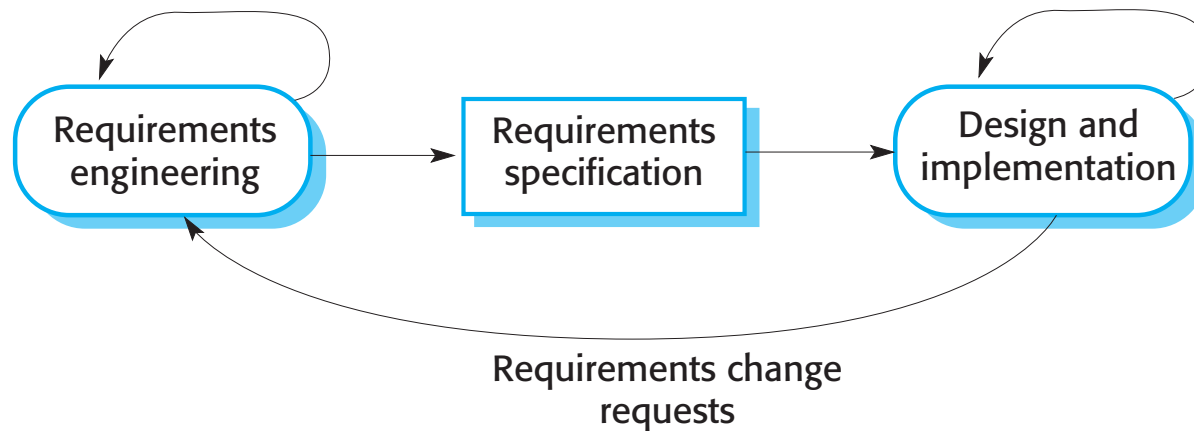 Requirements
engineering
Requirements
specification
Design and
implementation
Requirements change
requests